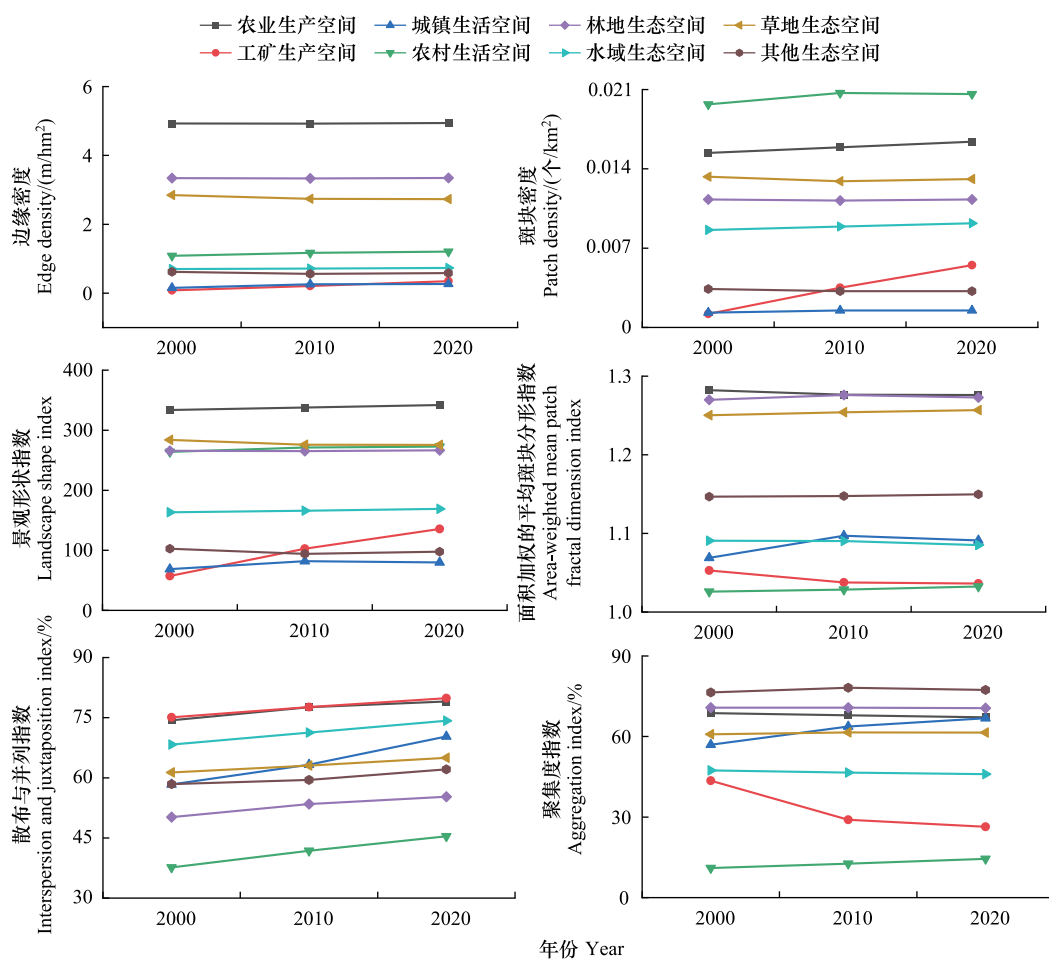 农业生产空间 城镇生活空间 林地生态空间 草地生态空间
工矿生产空间 农村生活空间 水域生态空间 其他生态空间
边缘密度
Edge density/(m/hm²)
6
4
2
0
2000 2010 2020
斑块密度
Patch density/(个/km²)
0.021
0.014
0.007
0
2000 2010 2020
景观形状指数
Landscape shape index
400
300
200
100
0
2000 2010 2020
面积加权的平均斑块分形指数
Area-weighted mean patch
fractal dimension index
1.3
1.2
1.1
1.0
2000 2010 2020
散布与并列指数
Interspersion and juxtaposition index/%
90
75
60
45
30
2000 2010 2020
聚集度指数
Aggregation index/%
90
60
30
0
2000 2010 2020
年份 Year